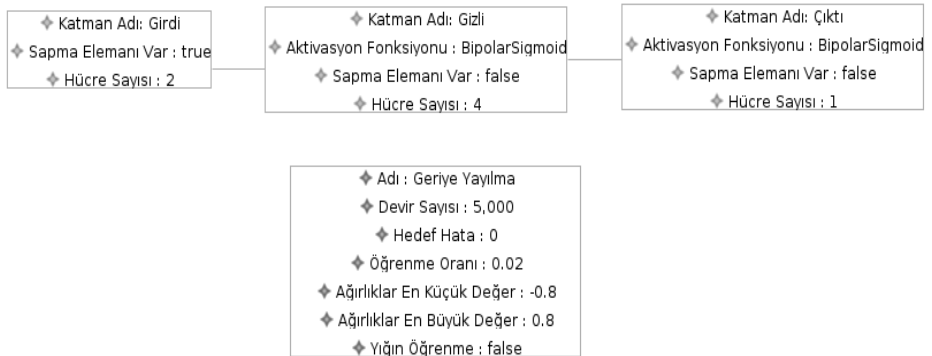 Katman Adı: Girdi
Sapma Elemanı Var : true
Hücre Sayısı : 2
Katman Adı: Gizli
Aktivasyon Fonksiyonu : BipolarSigmoid
Sapma Elemanı Var : false
Hücre Sayısı : 4
Katman Adı: Çıktı
Aktivasyon Fonksiyonu : BipolarSigmoid
Sapma Elemanı Var : false
Hücre Sayısı : 1
Adı : Geriye Yayılma
Devir Sayısı : 5,000
Hedef Hata : 0
Öğrenme Oranı : 0.02
Ağırlıklar En Küçük Değer : -0.8
Ağırlıklar En Büyük Değer : 0.8
Yığın Öğrenme : false